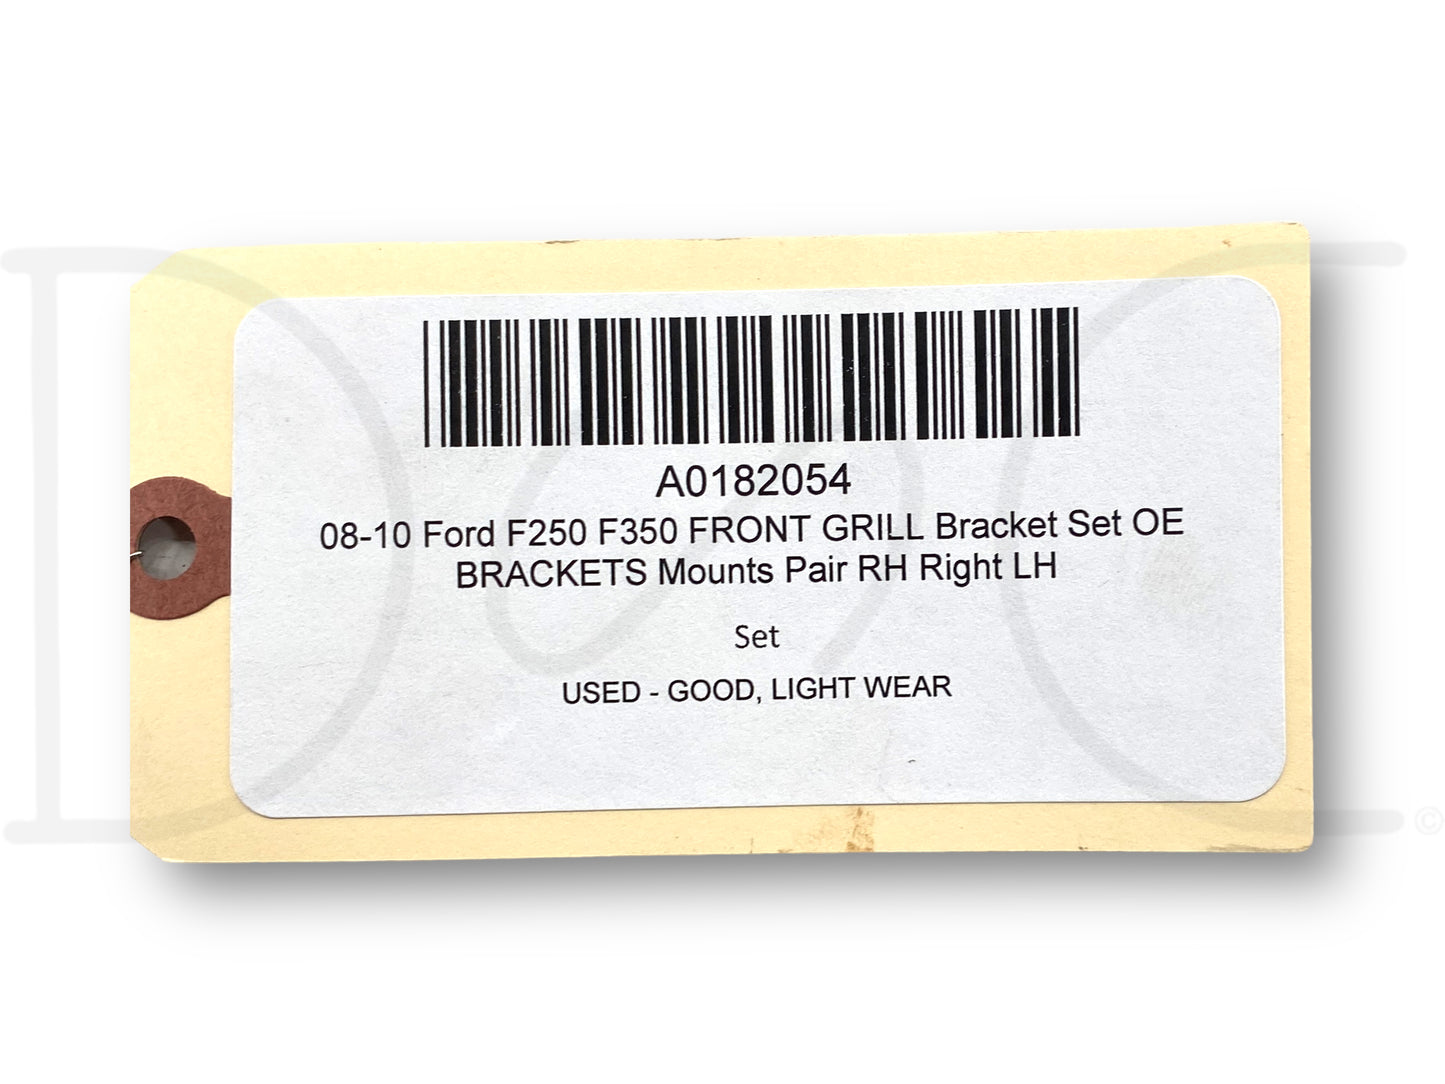 A0182054
08-10 Ford F250 F350 FRONT GRILL Bracket Set OE
BRACKETS Mounts Pair RH Right LH
Set
USED - GOOD, LIGHT WEAR
©